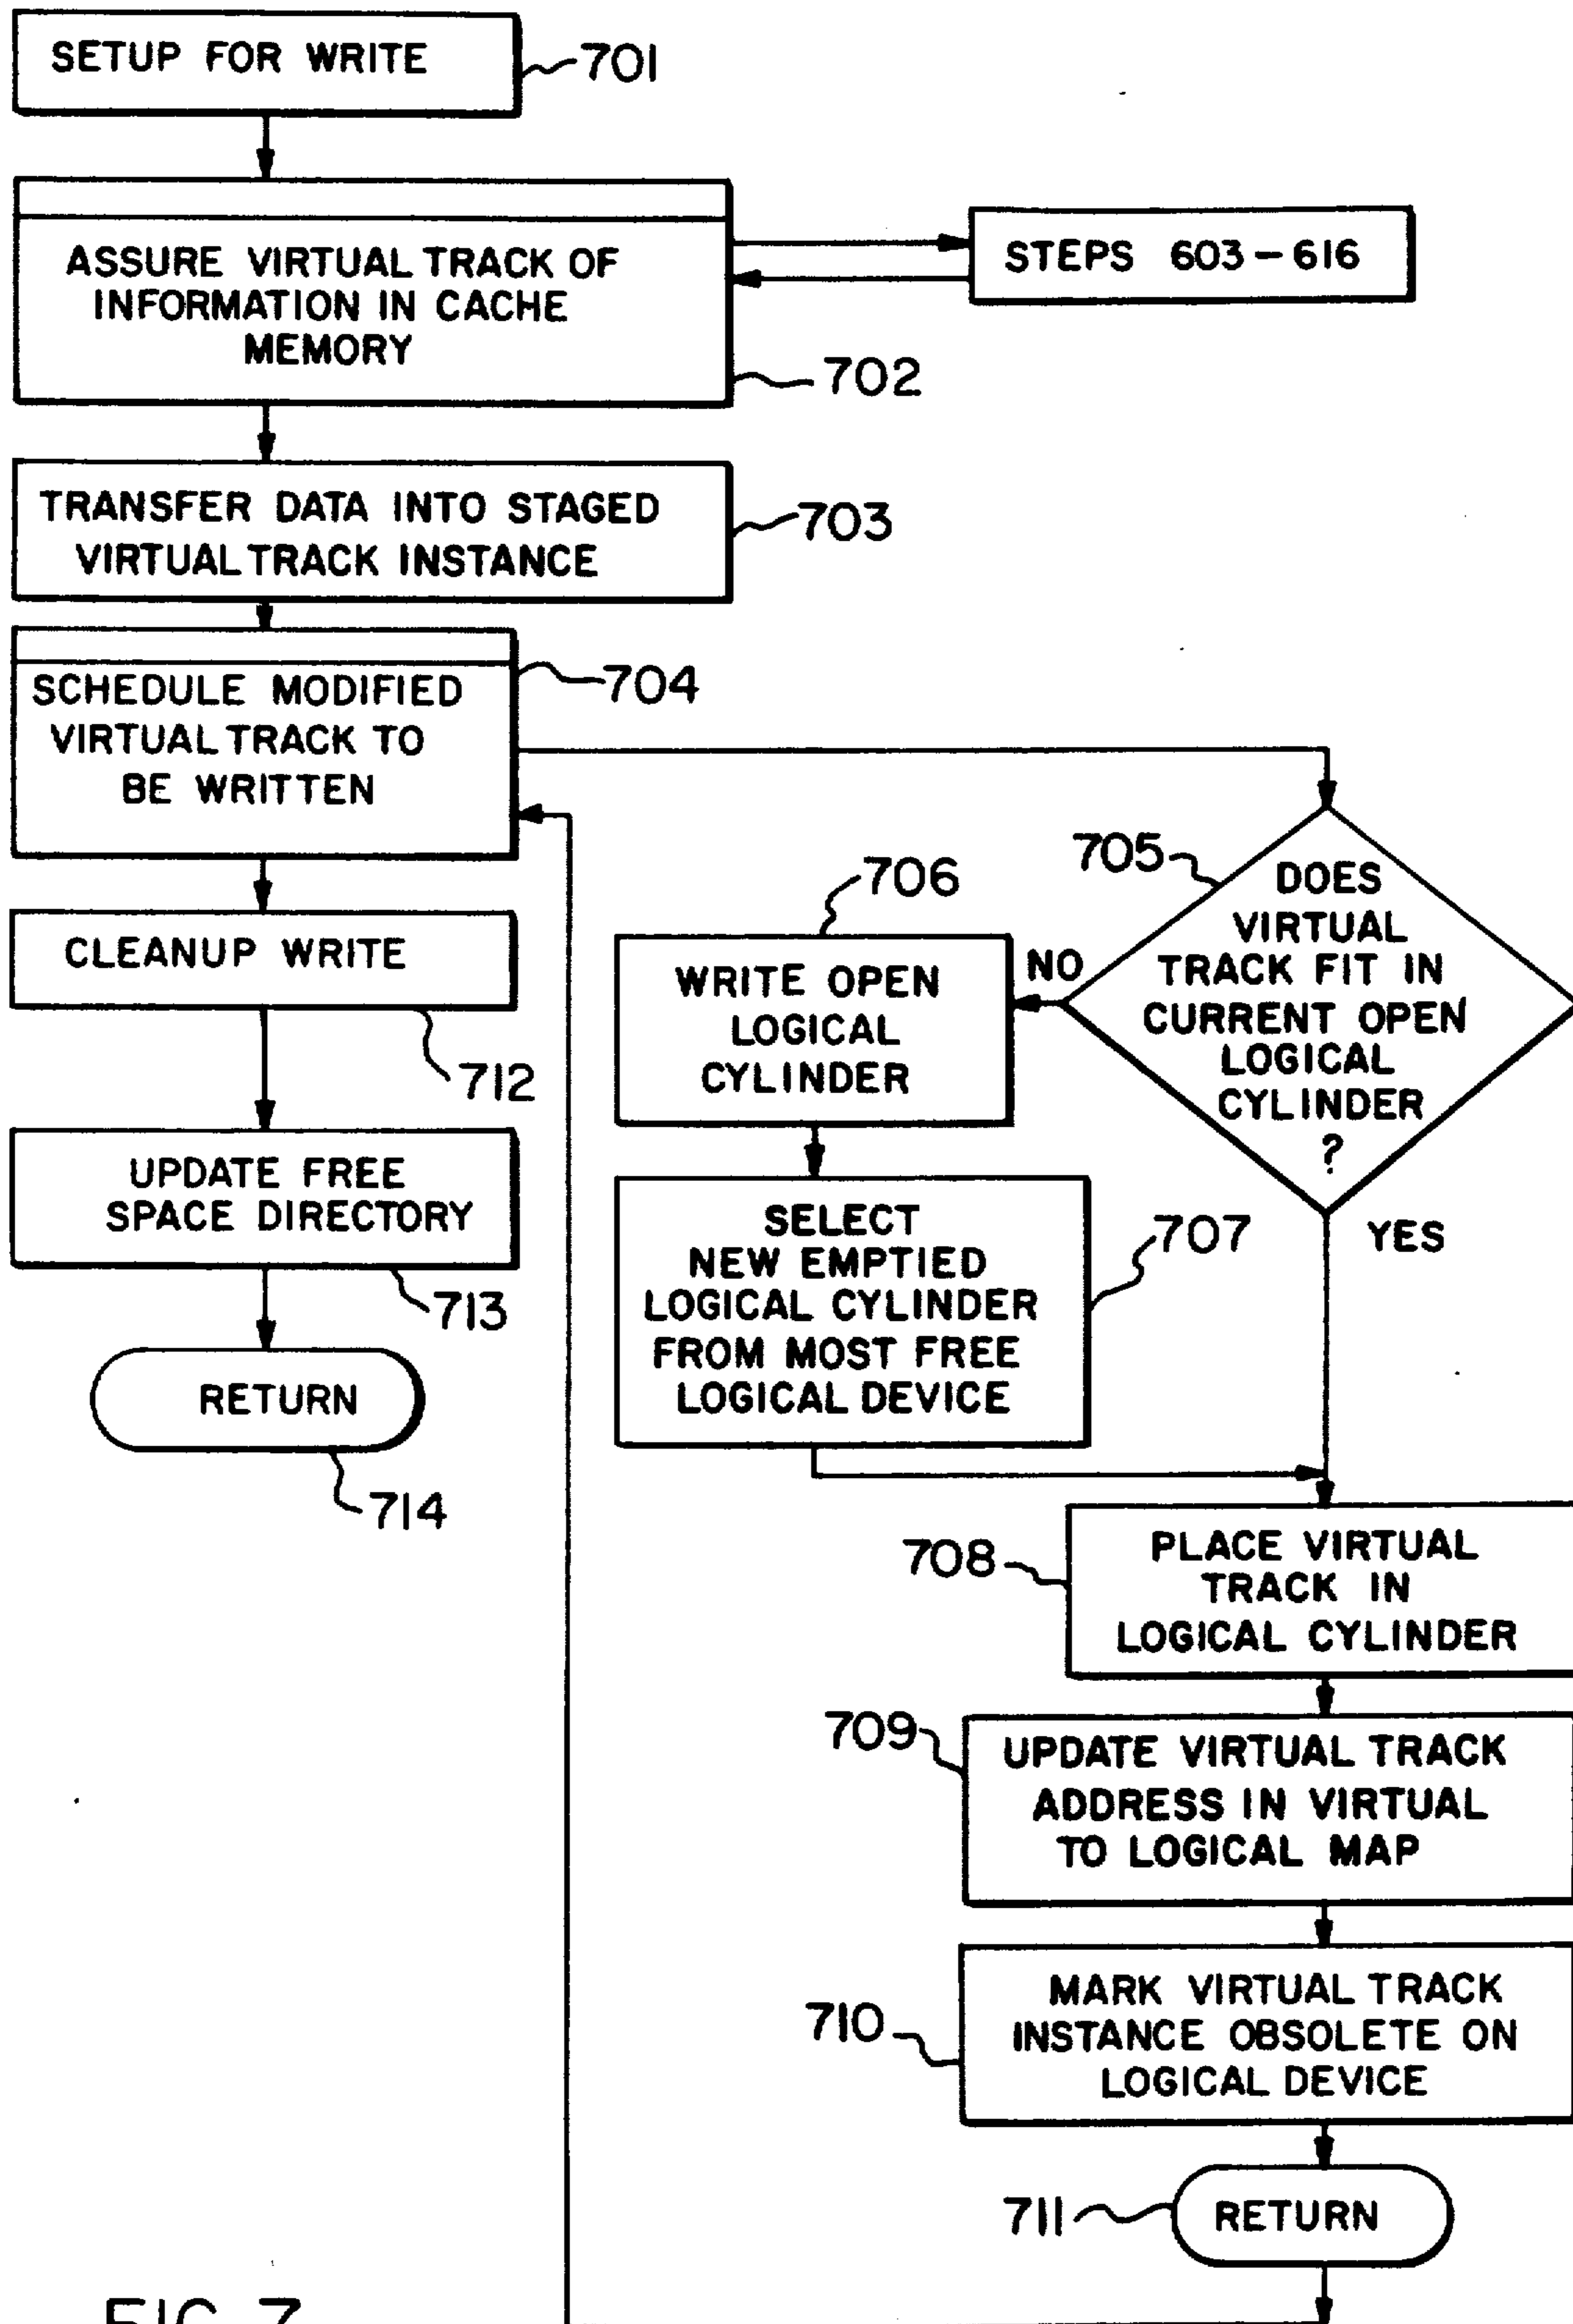 SETUP FOR WRITE
701
ASSURE VIRTUAL TRACK OF
INFORMATION IN CACHE
MEMORY
702
STEPS 603-616
TRANSFER DATA INTO STAGED
VIRTUAL TRACK INSTANCE
703
SCHEDULE MODIFIED
VIRTUAL TRACK TO
BE WRITTEN
704
CLEANUP WRITE
712
UPDATE FREE
SPACE DIRECTORY
713
RETURN
714
705
DOES
VIRTUAL
TRACK FIT IN
CURRENT OPEN
LOGICAL
CYLINDER
?
NO
YES
706
WRITE OPEN
LOGICAL
CYLINDER
SELECT
NEW EMPTIED
LOGICAL CYLINDER
FROM MOST FREE
LOGICAL DEVICE
707
708
PLACE VIRTUAL
TRACK IN
LOGICAL CYLINDER
709
UPDATE VIRTUAL TRACK
ADDRESS IN VIRTUAL
TO LOGICAL MAP
710
MARK VIRTUAL TRACK
INSTANCE OBSOLETE ON
LOGICAL DEVICE
711
RETURN
FIG. 7